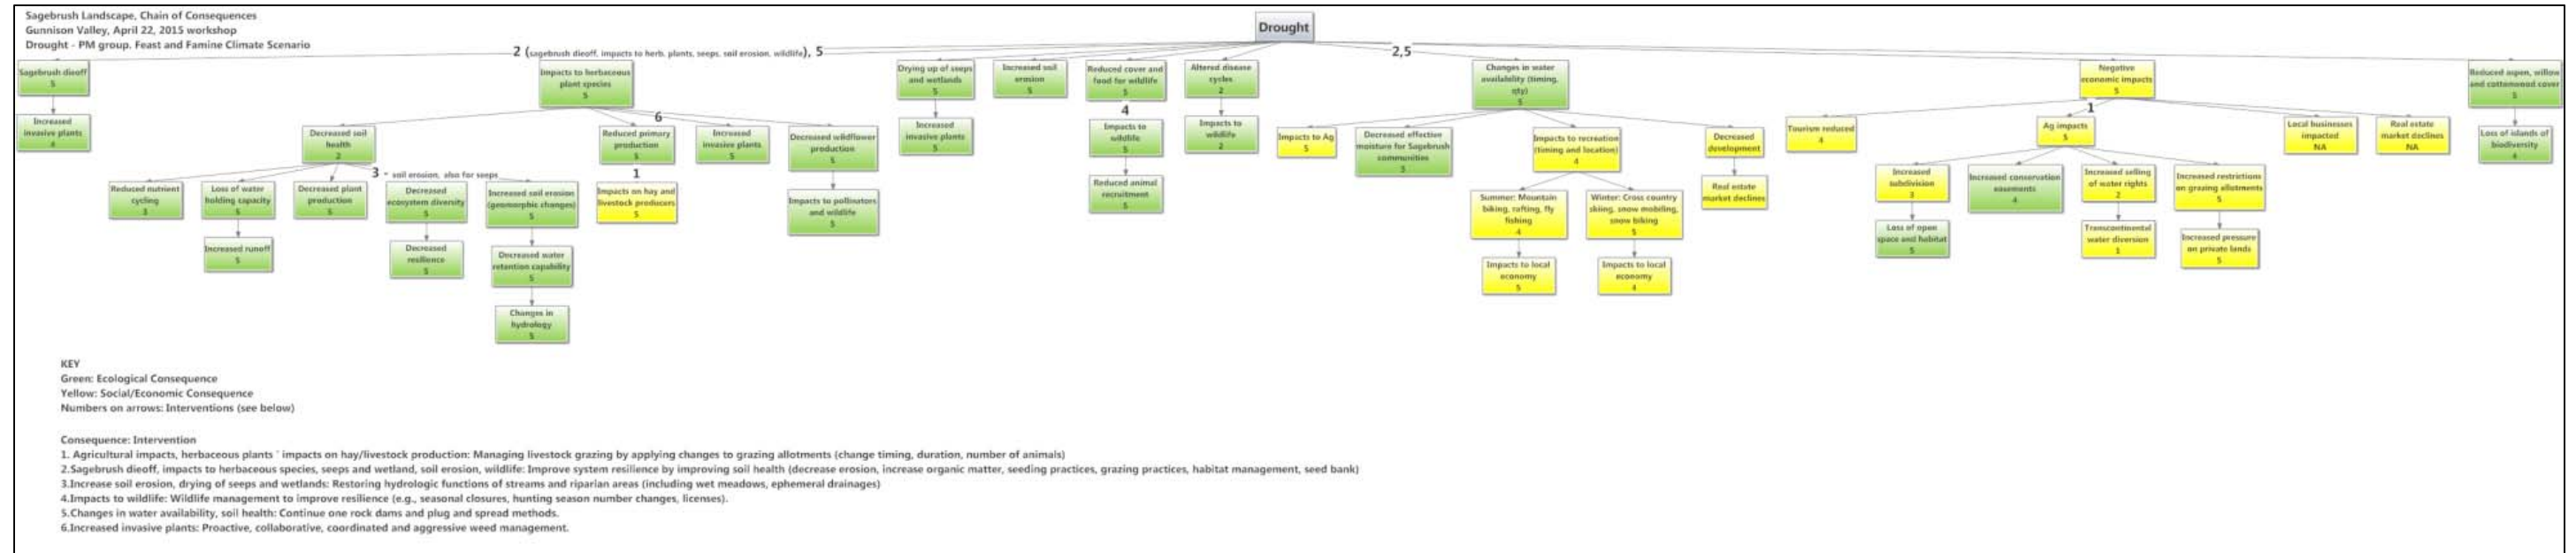 Sagebrush Landscape, Chain of Consequences
Gunnison Valley, April 22, 2015 workshop
Drought - PM group. Feast and Famine Climate Scenario
Drought
2 (sagebrush dieoff, impacts to herb. plants, seeps, soil erosion, wildlife), 5
2,5
Sagebrush dieoff
5
Increased
invasive plants
4
Impacts to herbaceous
plant species
5
6
Decreased soil
health
2
3 - soil erosion, also for seeps
Reduced nutrient
cycling
3
Loss of water
holding capacity
5
Increased runoff
5
Decreased plant
production
5
Decreased
ecosystem diversity
5
Decreased
resilience
5
Increased soil erosion
(geomorphic changes)
5
Decreased water
retention capability
5
Changes in
hydrology
5
Reduced primary
production
5
1
Impacts on hay and
livestock producers
5
Increased
invasive plants
5
Decreased wildflower
production
5
Impacts to pollinators
and wildlife
5
Drying up of seeps
and wetlands
5
Increased
invasive plants
5
Increased soil
erosion
5
Reduced cover and
food for wildlife
5
4
Impacts to
wildlife
5
Reduced animal
recruitment
5
Altered disease
cycles
2
Impacts to
wildlife
2
Changes in water
availability (timing,
qty)
5
Impacts to Ag
5
Decreased effective
moisture for Sagebrush
communities
5
Impacts to recreation
(timing and location)
4
Summer: Mountain
biking, rafting, fly
fishing
4
Impacts to local
economy
5
Winter: Cross country
skiing, snow mobiling,
snow biking
5
Impacts to local
economy
4
Decreased
development
Real estate
market declines
Negative
economic impacts
5
1
Tourism reduced
4
Ag impacts
5
Increased
subdivision
3
Loss of open
space and habitat
5
Increased conservation
easements
4
Increased selling
of water rights
2
Transcontinental
water diversion
1
Increased restrictions
on grazing allotments
5
Increased pressure
on private lands
5
Local businesses
impacted
NA
Real estate
market declines
NA
Reduced aspen, willow
and cottonwood cover
5
Loss of islands of
biodiversity
4
KEY
Green: Ecological Consequence
Yellow: Social/Economic Consequence
Numbers on arrows: Interventions (see below)
Consequence: Intervention
1. Agricultural impacts, herbaceous plants ' impacts on hay/livestock production: Managing livestock grazing by applying changes to grazing allotments (change timing, duration, number of animals)
2.Sagebrush dieoff, impacts to herbaceous species, seeps and wetland, soil erosion, wildlife: Improve system resilience by improving soil health (decrease erosion, increase organic matter, seeding practices, grazing practices, habitat management, seed bank)
3.Increase soil erosion, drying of seeps and wetlands: Restoring hydrologic functions of streams and riparian areas (including wet meadows, ephemeral drainages)
4.Impacts to wildlife: Wildlife management to improve resilience (e.g., seasonal closures, hunting season number changes, licenses).
5.Changes in water availability, soil health: Continue one rock dams and plug and spread methods.
6.Increased invasive plants: Proactive, collaborative, coordinated and aggressive weed management.